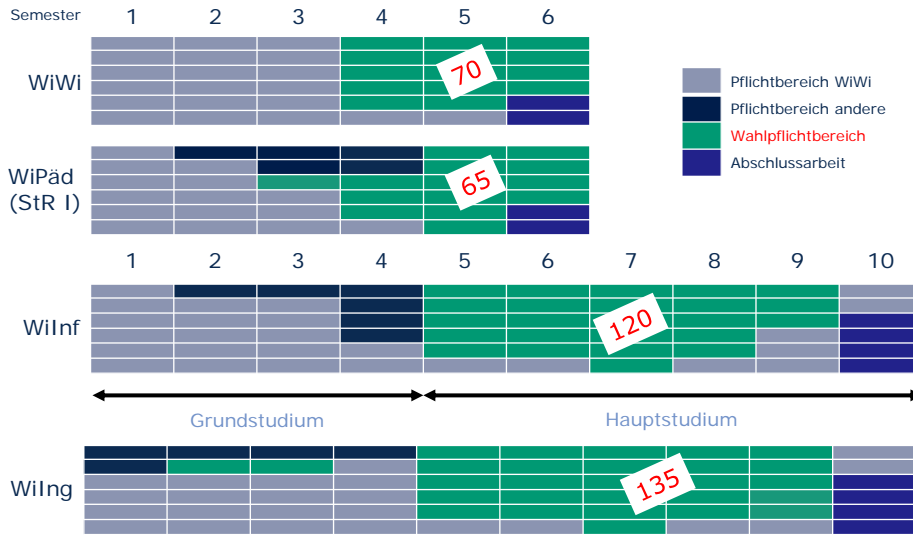 Semester 1 2 3 4 5 6
WiWi
70
Pflichtbereich WiWi
Pflichtbereich andere
Wahlpflichtbereich
Abschlussarbeit
WiPäd
(StR I)
65
1 2 3 4 5 6 7 8 9 10
WiInf
120
Grundstudium Hauptstudium
WiIng
135